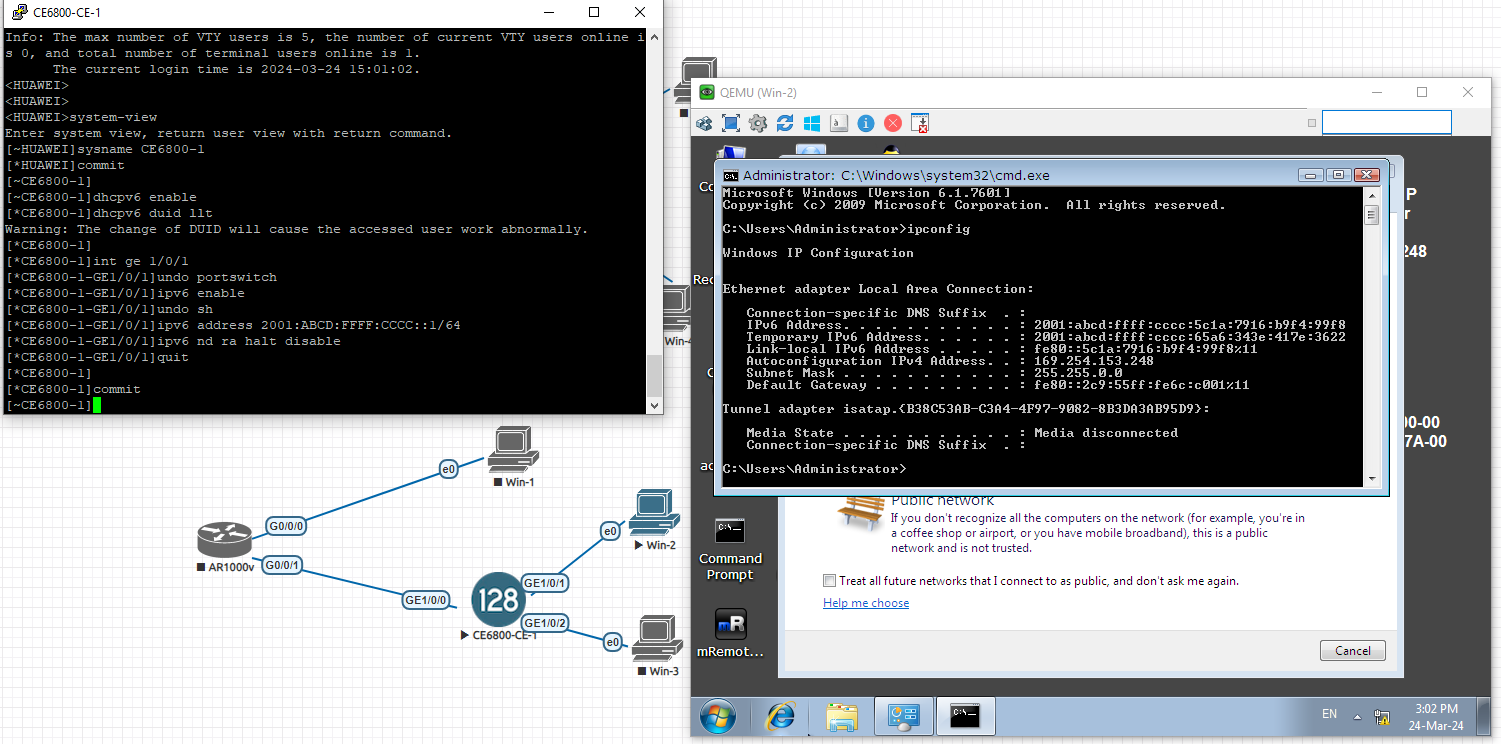 CE6800-CE-1
Info: The max number of VTY users is 5, the number of current VTY users online i
s 0, and total number of terminal users online is 1.
The current login time is 2024-03-24 15:01:02.
<HUAWEI>
<HUAWEI>
<HUAWEI>system-view
Enter system view, return user view with return command.
[~HUAWEI]sysname CE6800-1
[*HUAWEI]commit
[~CE6800-1]
[~CE6800-1]dhcpv6 enable
[*CE6800-1]dhcpv6 duid llt
Warning: The change of DUID will cause the accessed user work abnormally.
[*CE6800-1]
[*CE6800-1]int ge 1/0/1
[*CE6800-1-GE1/0/1]undo portswitch
[*CE6800-1-GE1/0/1]ipv6 enable
[*CE6800-1-GE1/0/1]undo sh
[*CE6800-1-GE1/0/1]ipv6 address 2001:ABCD:FFFF:CCCC::1/64
[*CE6800-1-GE1/0/1]ipv6 nd ra halt disable
[*CE6800-1-GE1/0/1]quit
[*CE6800-1]
[*CE6800-1]commit
[~CE6800-1]
Win-4
QEMU (Win-2)
Administrator: C:\Windows\system32\cmd.exe
Microsoft Windows [Version 6.1.7601]
Copyright (c) 2009 Microsoft Corporation.  All rights reserved.
C:\Users\Administrator>ipconfig
Windows IP Configuration
Ethernet adapter Local Area Connection:
Connection-specific DNS Suffix  . :
IPv6 Address. . . . . . . . . . . : 2001:abcd:ffff:cccc:5c1a:7916:b9f4:99f8
Temporary IPv6 Address. . . . . . : 2001:abcd:ffff:cccc:65a6:343e:417e:3622
Link-local IPv6 Address . . . . . : fe80::5c1a:7916:b9f4:99f8%11
Autoconfiguration IPv4 Address. . : 169.254.153.248
Subnet Mask . . . . . . . . . . . : 255.255.0.0
Default Gateway . . . . . . . . . : fe80::2c9:55ff:fe6c:c001%11
Tunnel adapter isatap.{B38C53AB-C3A4-4F97-9082-8B3DA3AB95D9}:
Media State . . . . . . . . . . . : Media disconnected
Connection-specific DNS Suffix  . :
C:\Users\Administrator>
Co
Rec
C
ac
P
r
248
00-00
7A-00
Public network
If you don't recognize all the computers on the network (for example, you're in
a coffee shop or airport, or you have mobile broadband), this is a public
network and is not trusted.
Treat all future networks that I connect to as public, and don't ask me again.
Help me choose
Cancel
Command
Prompt
mR
mRemot...
EN
3:02 PM
24-Mar-24
e0
Win-1
G0/0/0
AR1000v
G0/0/1
e0
Win-2
GE1/0/1
GE1/0/0
128
GE1/0/2
CE6800-CE-1
e0
Win-3